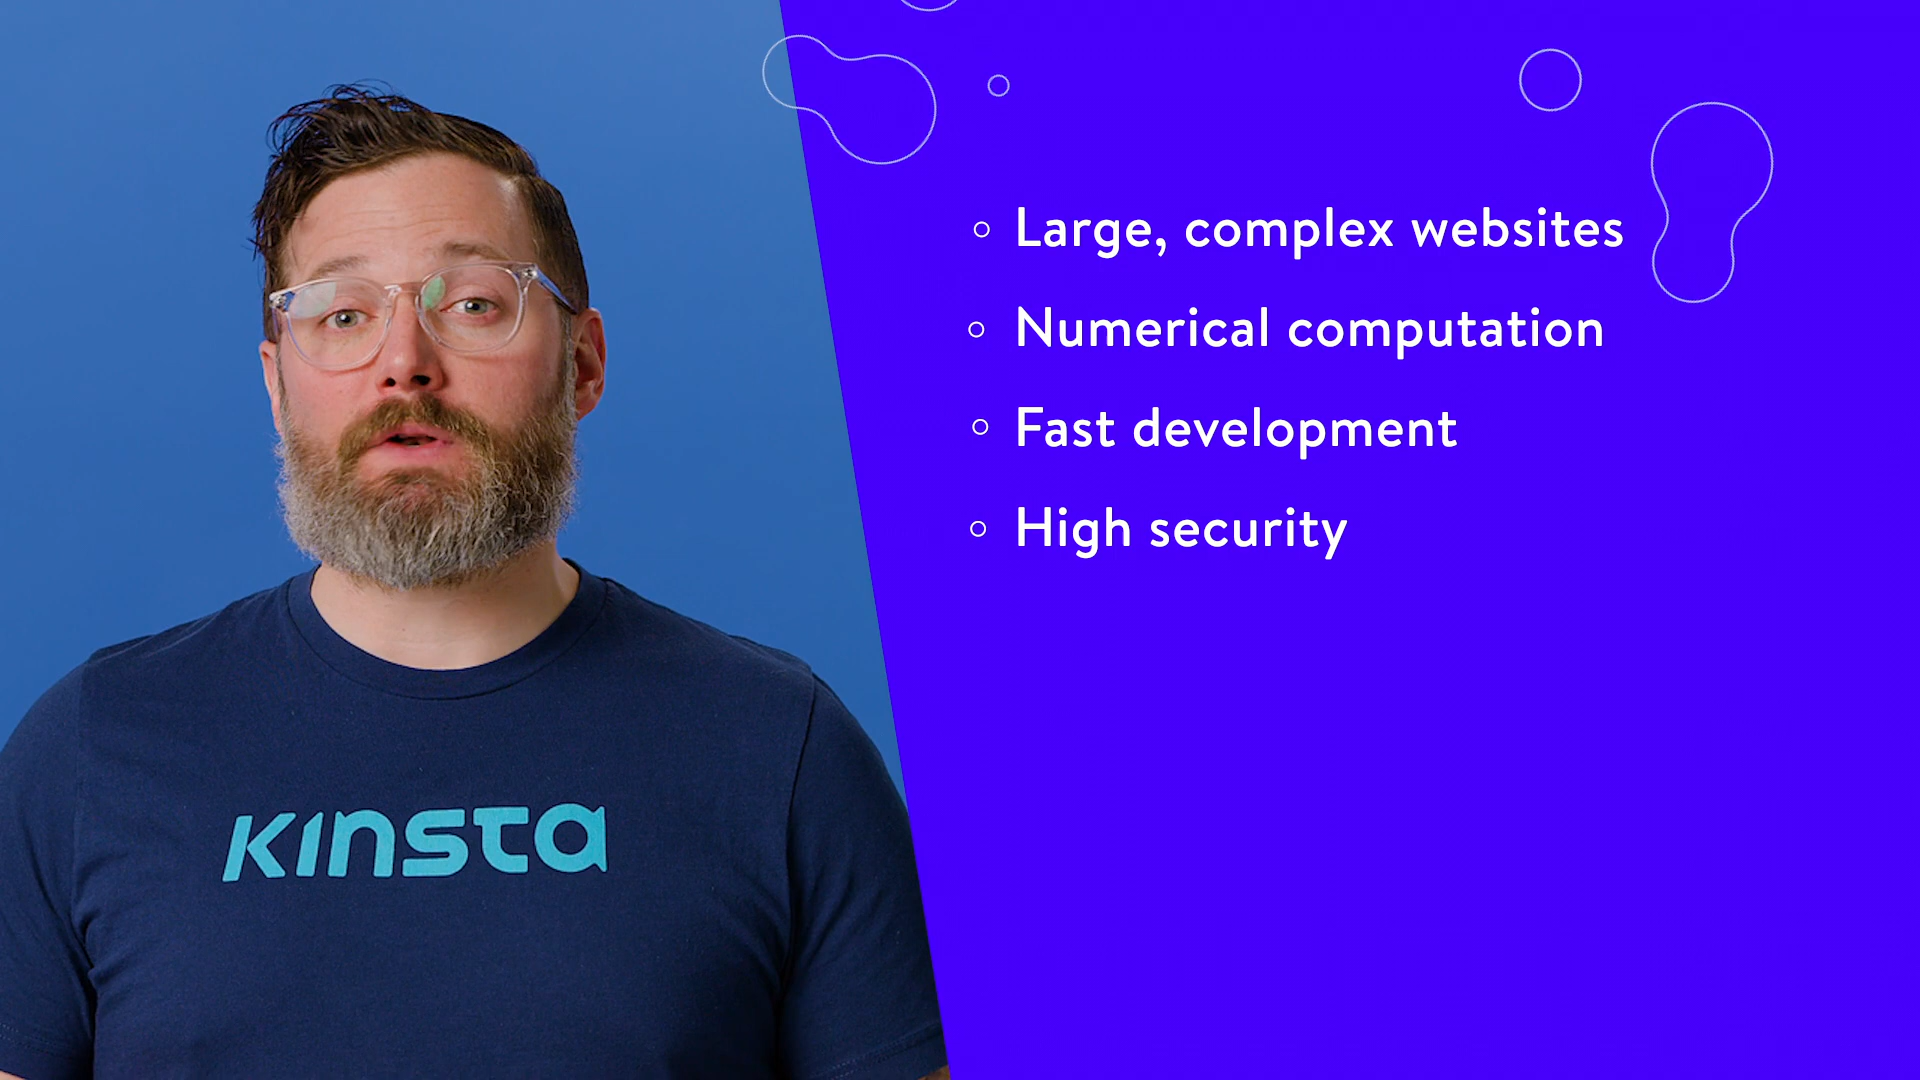 Large, complex websites
Numerical computation
Fast development
High security
KINSTA